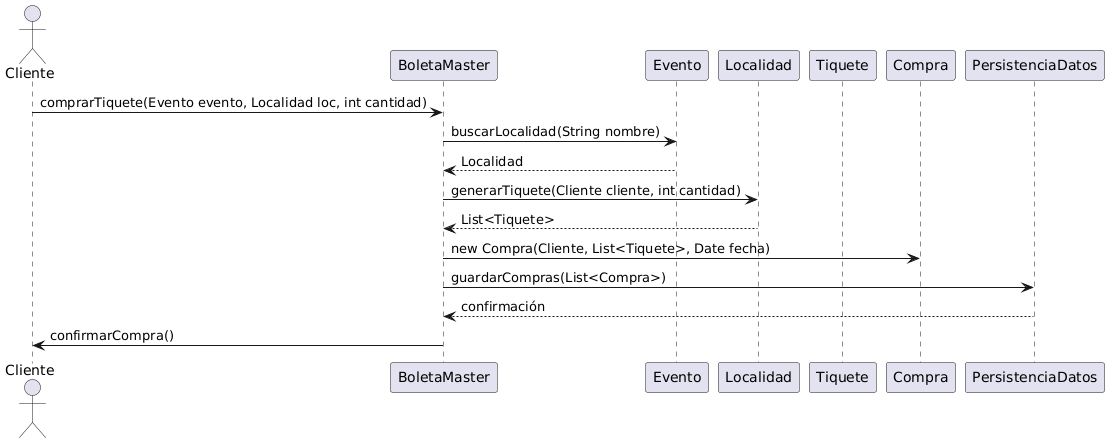 Cliente
BoletaMaster
Evento
Localidad
Tiquete
Compra
PersistenciaDatos
comprarTiquete(Evento evento, Localidad loc, int cantidad)
buscarLocalidad(String nombre)
Localidad
generarTiquete(Cliente cliente, int cantidad)
List<Tiquete>
new Compra(Cliente, List<Tiquete>, Date fecha)
guardarCompras(List<Compra>)
confirmación
confirmarCompra()
Cliente
BoletaMaster
Evento
Localidad
Tiquete
Compra
PersistenciaDatos